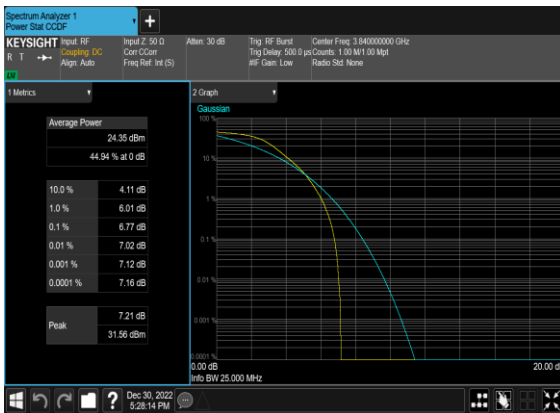 Spectrum Analyzer 1
Power Stat CCDF
KEYSIGHT
R T
LV
Input: RF
Coupling: DC
Align: Auto
Input Z: 50 Ω
Corr CCorr
Freq Ref: Int (S)
Atten: 30 dB
Trig: RF Burst
Trig Delay: 500.0 µs
#IF Gain: Low
Center Freq: 3.840000000 GHz
Counts: 1.00 M/1.00 Mpt
Radio Std: None
1 Metrics
Average Power
24.35 dBm
44.94 % at 0 dB
10.0 % 4.11 dB
1.0 % 6.01 dB
0.1 % 6.77 dB
0.01 % 7.02 dB
0.001 % 7.12 dB
0.0001 % 7.16 dB
Peak
7.21 dB
31.56 dBm
2 Graph
Gaussian
100 %
10 %
1 %
0.1 %
0.01 %
0.001 %
0.0001 %
0.00 dB
20.00 d
Info BW 25.000 MHz
Dec 30, 2022
5:28:14 PM